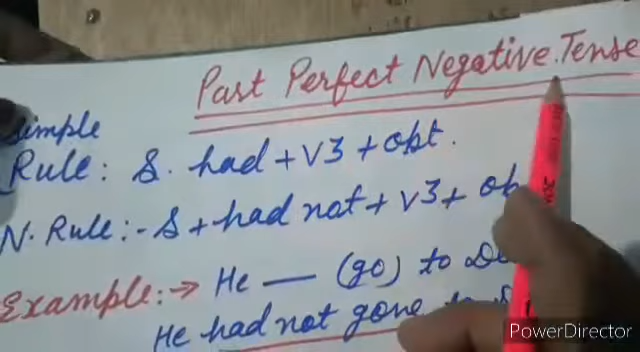 Past Perfect Negative Tense
Simple
Rule: S. had + V3 + obt.
N. Rule :- S + had not + V3 + ob
Example :→ He — (go) to
He had not gone
PowerDirector